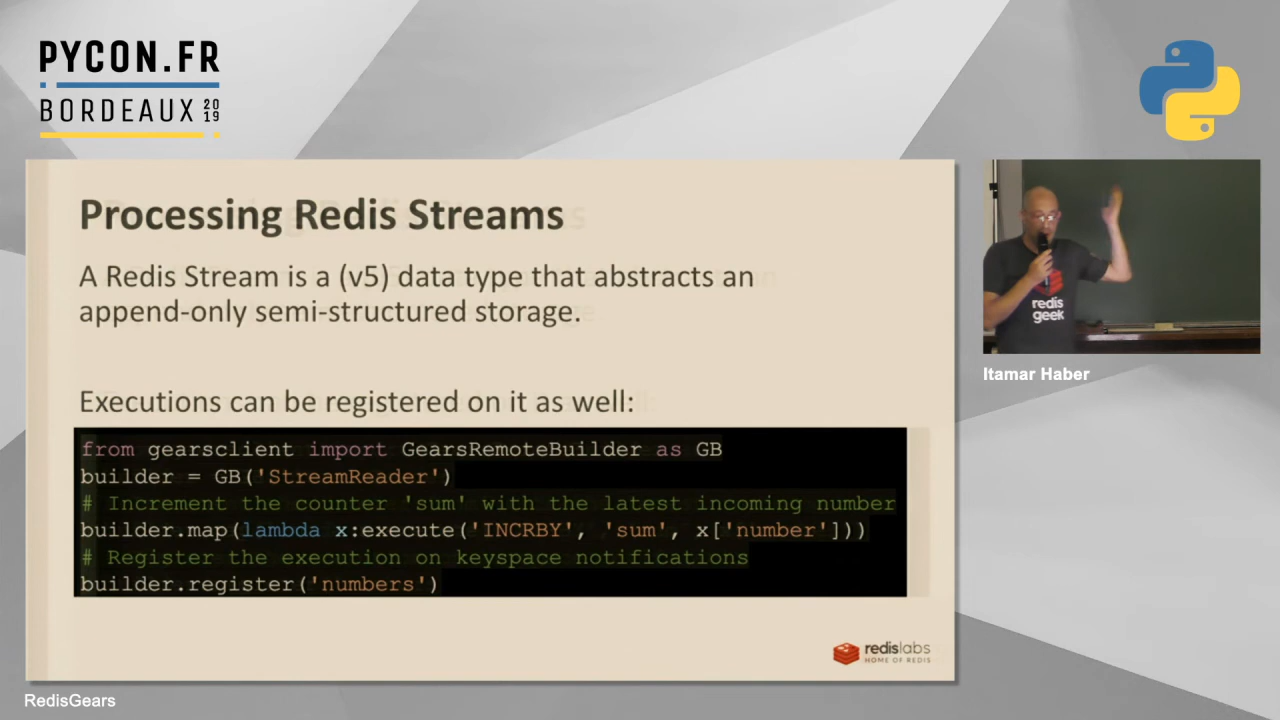 PYCON.FR
BORDEAUX 2019
Processing Redis Streams
A Redis Stream is a (v5) data type that abstracts an
append-only semi-structured storage.
Executions can be registered on it as well:
from gearsclient import GearsRemoteBuilder as GB
builder = GB('StreamReader')
# Increment the counter 'sum' with the latest incoming number
builder.map(lambda x:execute('INCRBY', 'sum', x['number']))
# Register the execution on keyspace notifications
builder.register('numbers')
redislabs
HOME OF REDIS
redis
geek
Itamar Haber
RedisGears